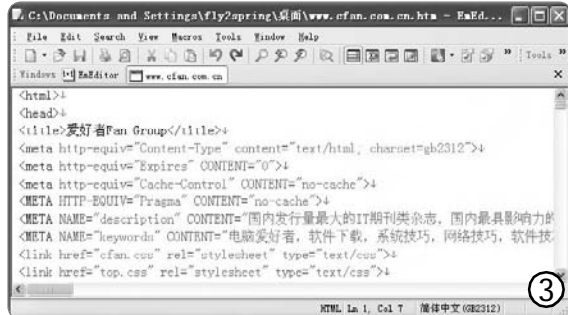 C:\Documents and Settings\fly2spring\桌面\www.cfan.com.cn.htm - EmEd...
File Edit Search View Macros Tools Window Help
» Tools »
Windows EmEditor www.cfan.com.cn
<html>↓
<head>↓
<title>爱好者Fan Group</title>↓
<meta http-equiv="Content-Type" content="text/html; charset=gb2312">↓
<meta http-equiv="Expires" CONTENT="0">↓
<meta http-equiv="Cache-Control" CONTENT="no-cache">↓
<META HTTP-EQUIV="Pragma" CONTENT="no-cache">↓
<META NAME="description" CONTENT="国内发行量最大的IT期刊类杂志, 国内最具影响力的
<META NAME="keywords" CONTENT="电脑爱好者, 软件下载, 系统技巧, 网络技巧, 软件技
<link href="cfan.css" rel="stylesheet" type="text/css">↓
<link href="top.css" rel="stylesheet" type="text/css">↓
③
HTML Ln 1, Col 7 简体中文(GB2312)